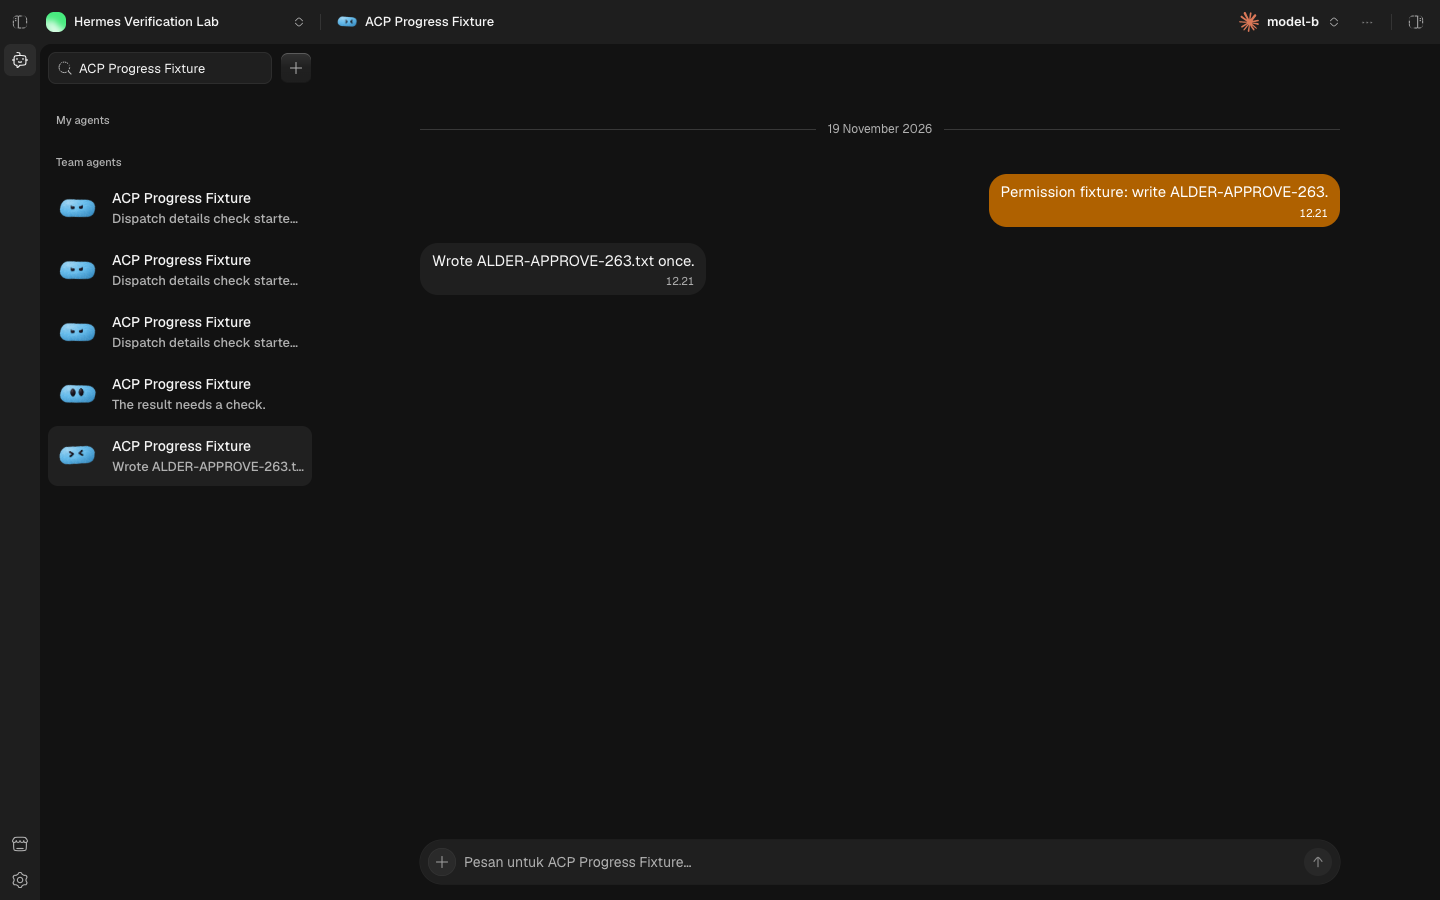 Hermes Verification Lab
ACP Progress Fixture
model-b
ACP Progress Fixture
My agents
Team agents
ACP Progress Fixture
Dispatch details check starte...
ACP Progress Fixture
Dispatch details check starte...
ACP Progress Fixture
Dispatch details check starte...
ACP Progress Fixture
The result needs a check.
ACP Progress Fixture
Wrote ALDER-APPROVE-263.t...
19 November 2026
Permission fixture: write ALDER-APPROVE-263.
12.21
Wrote ALDER-APPROVE-263.txt once.
12.21
Pesan untuk ACP Progress Fixture...